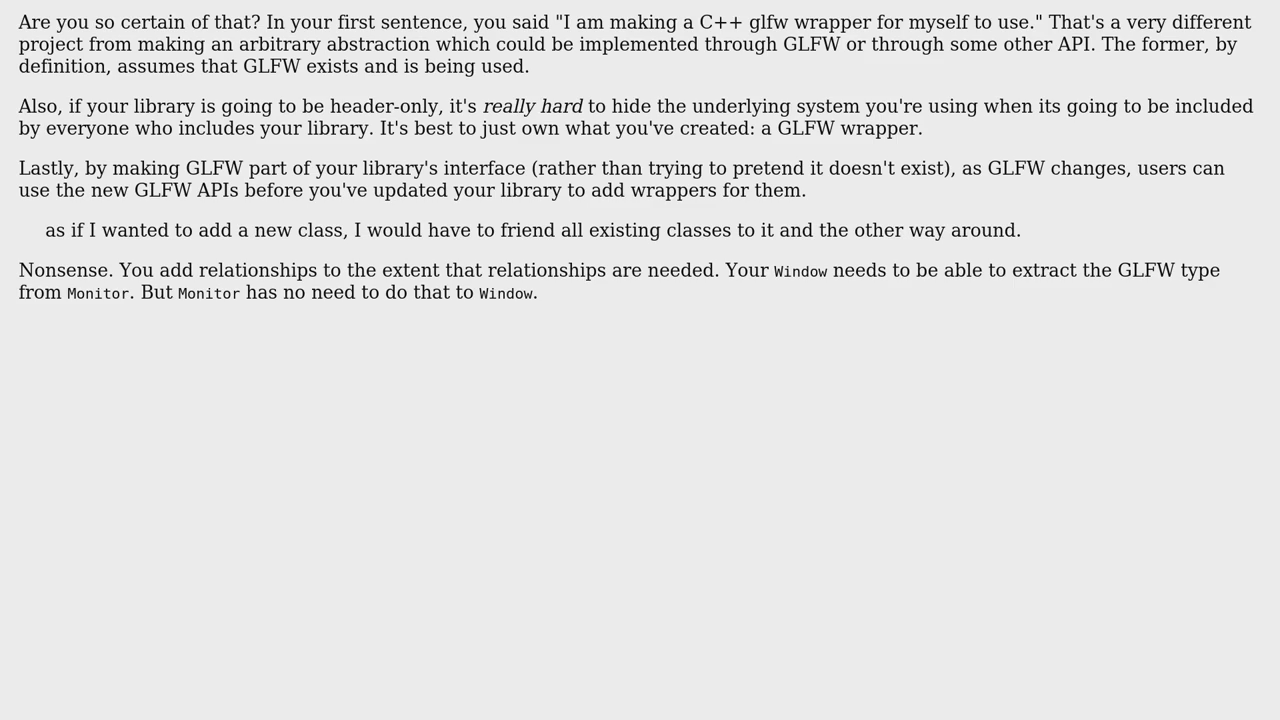 Are you so certain of that? In your first sentence, you said "I am making a C++ glfw wrapper for myself to use." That's a very different
project from making an arbitrary abstraction which could be implemented through GLFW or through some other API. The former, by
definition, assumes that GLFW exists and is being used.
Also, if your library is going to be header-only, it's really hard to hide the underlying system you're using when its going to be included
by everyone who includes your library. It's best to just own what you've created: a GLFW wrapper.
Lastly, by making GLFW part of your library's interface (rather than trying to pretend it doesn't exist), as GLFW changes, users can
use the new GLFW APIs before you've updated your library to add wrappers for them.
as if I wanted to add a new class, I would have to friend all existing classes to it and the other way around.
Nonsense. You add relationships to the extent that relationships are needed. Your Window needs to be able to extract the GLFW type
from Monitor. But Monitor has no need to do that to Window.